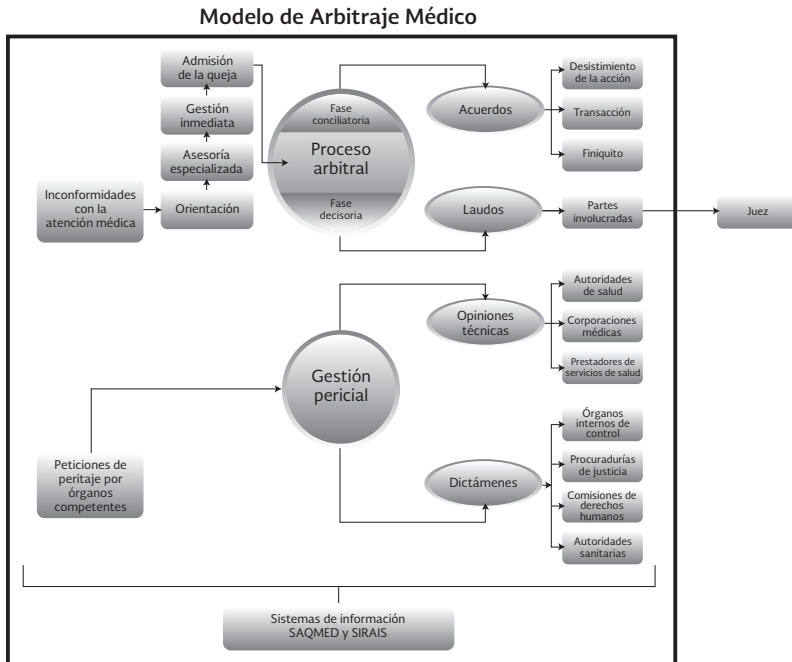 Modelo de Arbitraje Médico
Admisión
de la queja
Gestión
inmediata
Asesoría
especializada
Inconformidades
con la
atención médica
Orientación
Fase
conciliatoria
Proceso
arbitral
Fase
decisoria
Acuerdos
Desistimiento
de la acción
Transacción
Finiquito
Laudos
Partes
involucradas
Juez
Opiniones
técnicas
Autoridades
de salud
Corporaciones
médicas
Prestadores de
servicios de salud
Gestión
pericial
Peticiones de
peritaje por
órganos
competentes
Dictámenes
Órganos
internos de
control
Procuradurías
de justicia
Comisiones de
derechos
humanos
Autoridades
sanitarias
Sistemas de información
SAQMED y SIRAIS